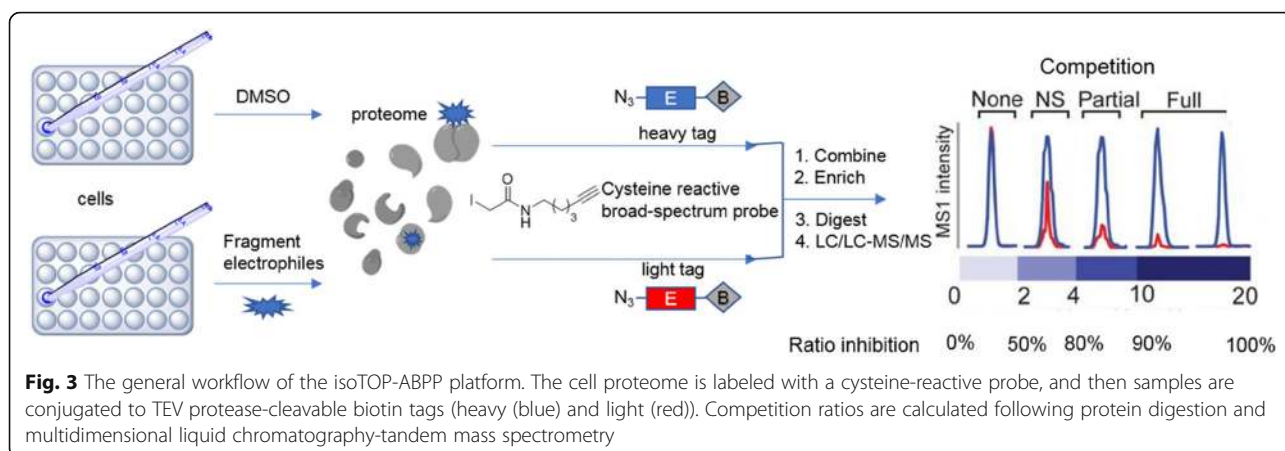 DMSO
cells
Fragment
electrophiles
proteome
I
O
N
H
3
Cysteine reactive
broad-spectrum probe
N₃ E B
heavy tag
light tag
N₃ E B
1. Combine
2. Enrich
3. Digest
4. LC/LC-MS/MS
Competition
None NS Partial Full
MS1 intensity
0 2 4 10 20
Ratio inhibition 0% 50% 80% 90% 100%
Fig. 3 The general workflow of the isoTOP-ABPP platform. The cell proteome is labeled with a cysteine-reactive probe, and then samples are
conjugated to TEV protease-cleavable biotin tags (heavy (blue) and light (red)). Competition ratios are calculated following protein digestion and
multidimensional liquid chromatography-tandem mass spectrometry